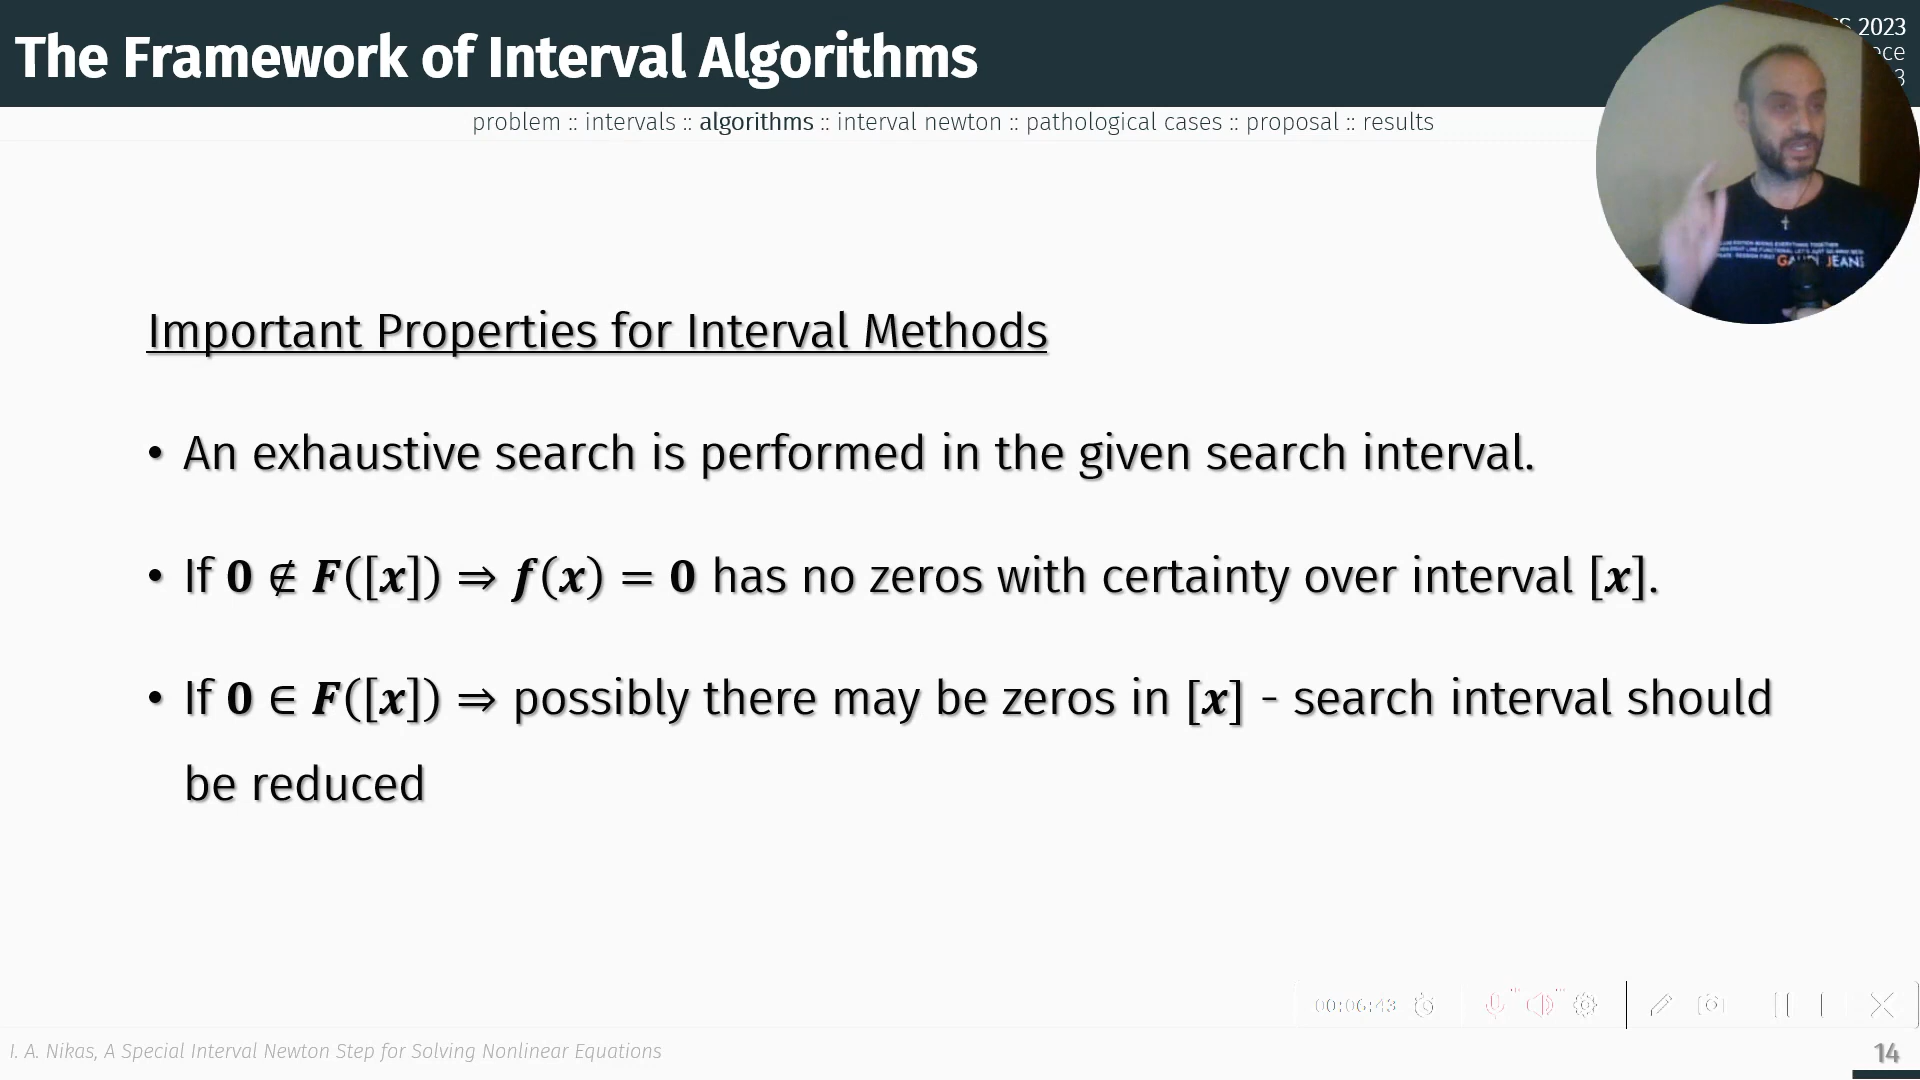 The Framework of Interval Algorithms
2023
problem :: intervals :: algorithms :: interval newton :: pathological cases :: proposal :: results
GAUDI JEANS
Important Properties for Interval Methods
• An exhaustive search is performed in the given search interval.
• If 0 ∉ F([x]) ⇒ f(x) = 0 has no zeros with certainty over interval [x].
• If 0 ∈ F([x]) ⇒ possibly there may be zeros in [x] - search interval should
be reduced
00:06:43
I. A. Nikas, A Special Interval Newton Step for Solving Nonlinear Equations
14